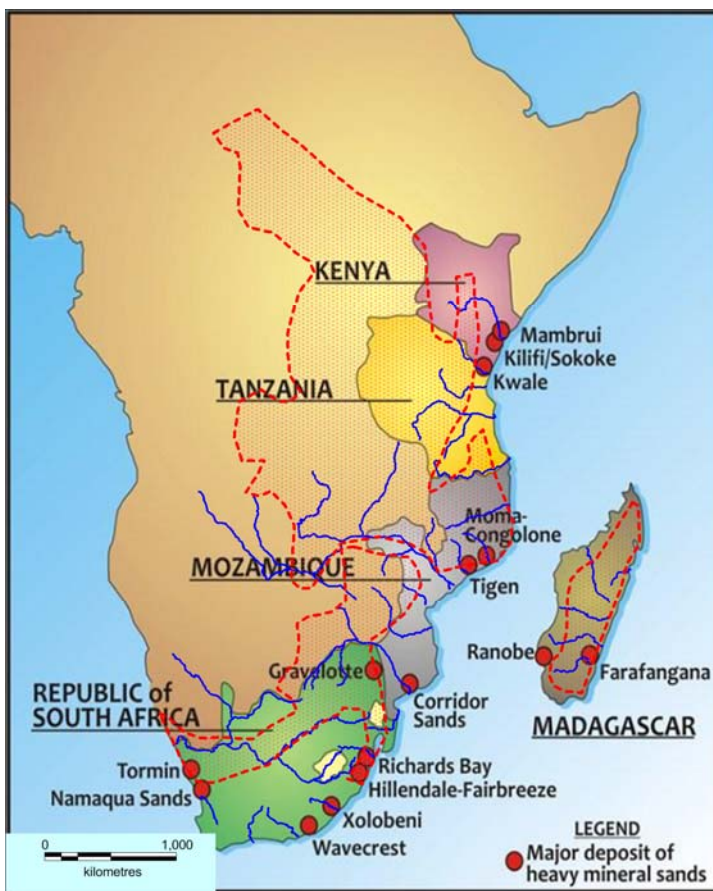 KENYA
Mambrui
Kilifi/Sokoke
Kwale
TANZANIA
Moma-
Congolone
MOZAMBIQUE
Tigen
Ranobe
Farafangana
Gravelotte
Corridor
Sands
REPUBLIC of
SOUTH AFRICA
MADAGASCAR
Tormin
Richards Bay
Namaqua Sands
Hillendale-Fairbreeze
Xolobeni
Wavecrest
LEGEND
Major deposit of
heavy mineral sands
0 1,000
kilometres